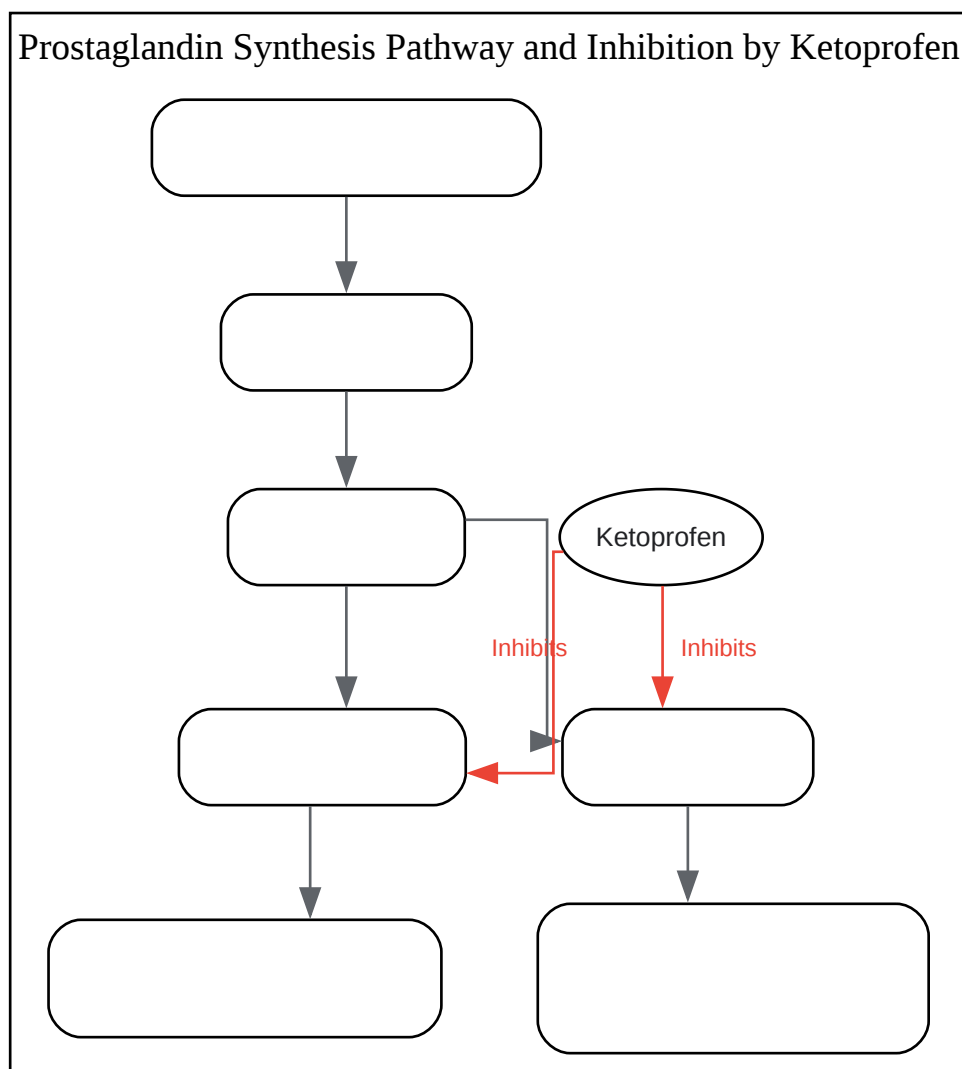 Prostaglandin Synthesis Pathway and Inhibition by Ketoprofen
Ketoprofen
Inhibits
Inhibits